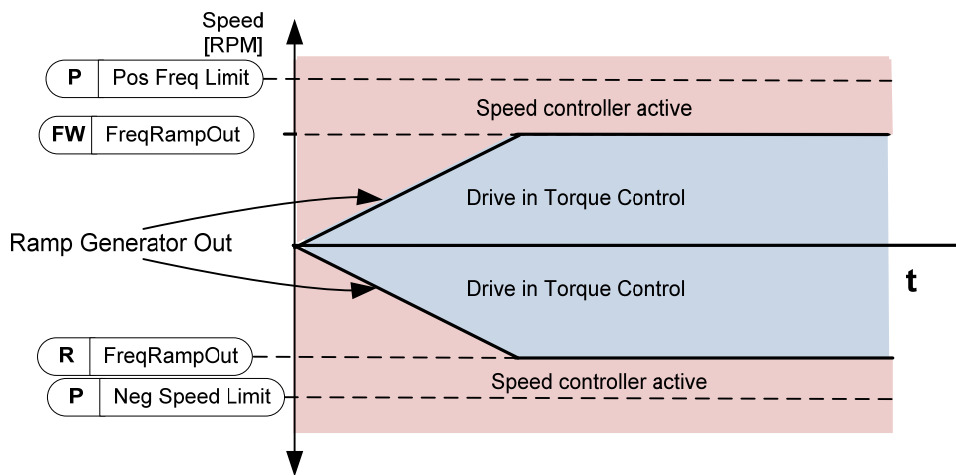 Speed
[RPM]
P Pos Freq Limit
Speed controller active
FW FreqRampOut
Drive in Torque Control
Ramp Generator Out
t
Drive in Torque Control
R FreqRampOut
Speed controller active
P Neg Speed Limit